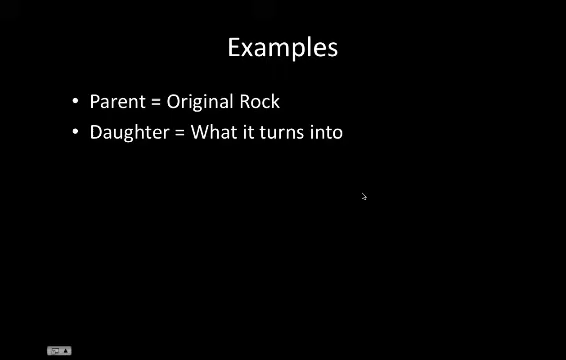 Examples
• Parent = Original Rock
• Daughter = What it turns into